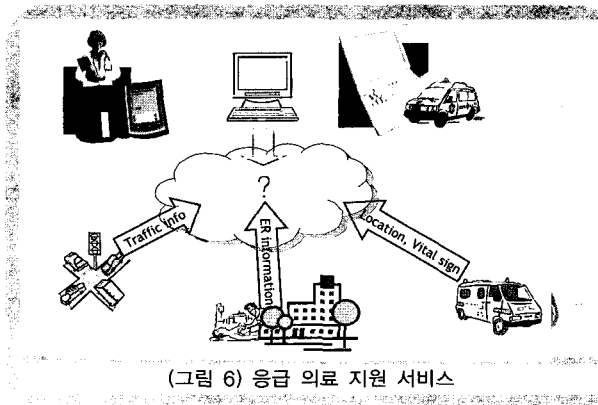 ?
Traffic info
ER information
Location, Vital sign
(그림 6) 응급 의료 지원 서비스